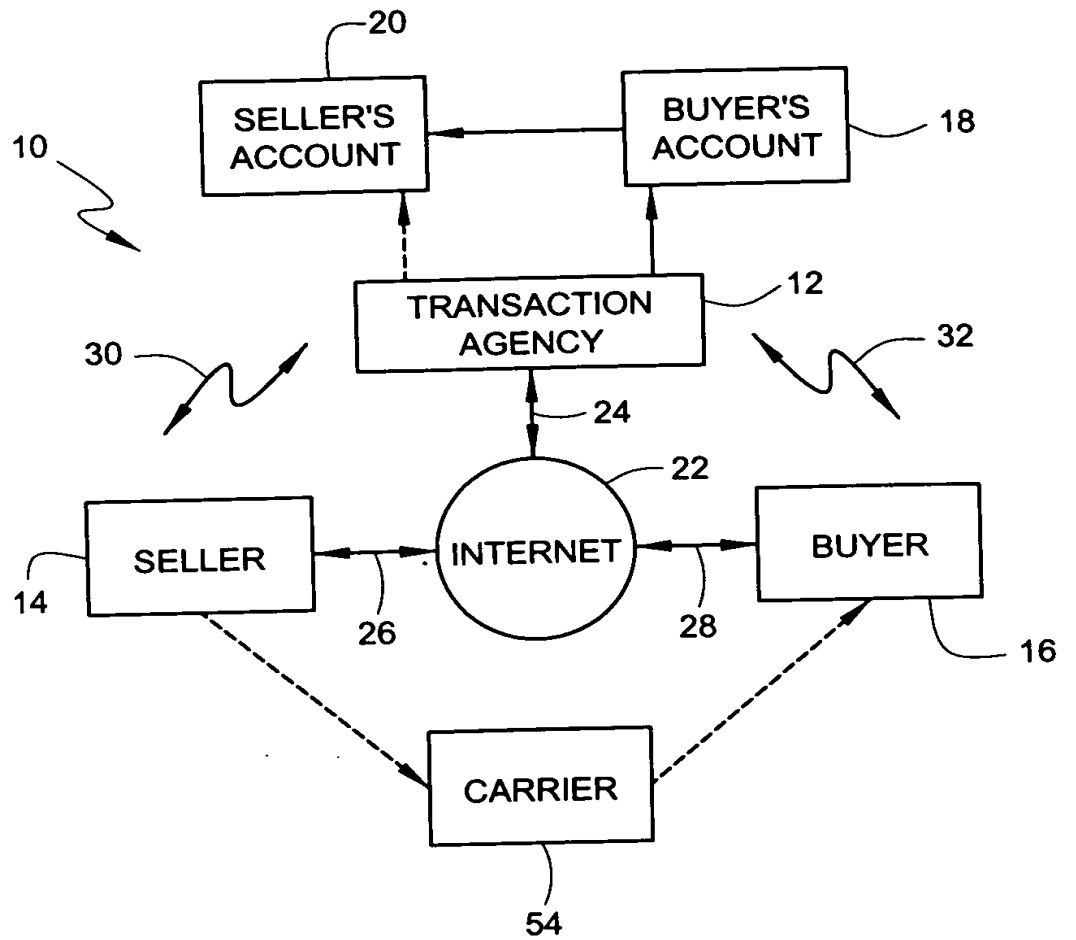 20
SELLER'S
ACCOUNT
BUYER'S
ACCOUNT
18
10
TRANSACTION
AGENCY
12
30
32
24
22
SELLER
INTERNET
BUYER
14
26
28
16
CARRIER
54